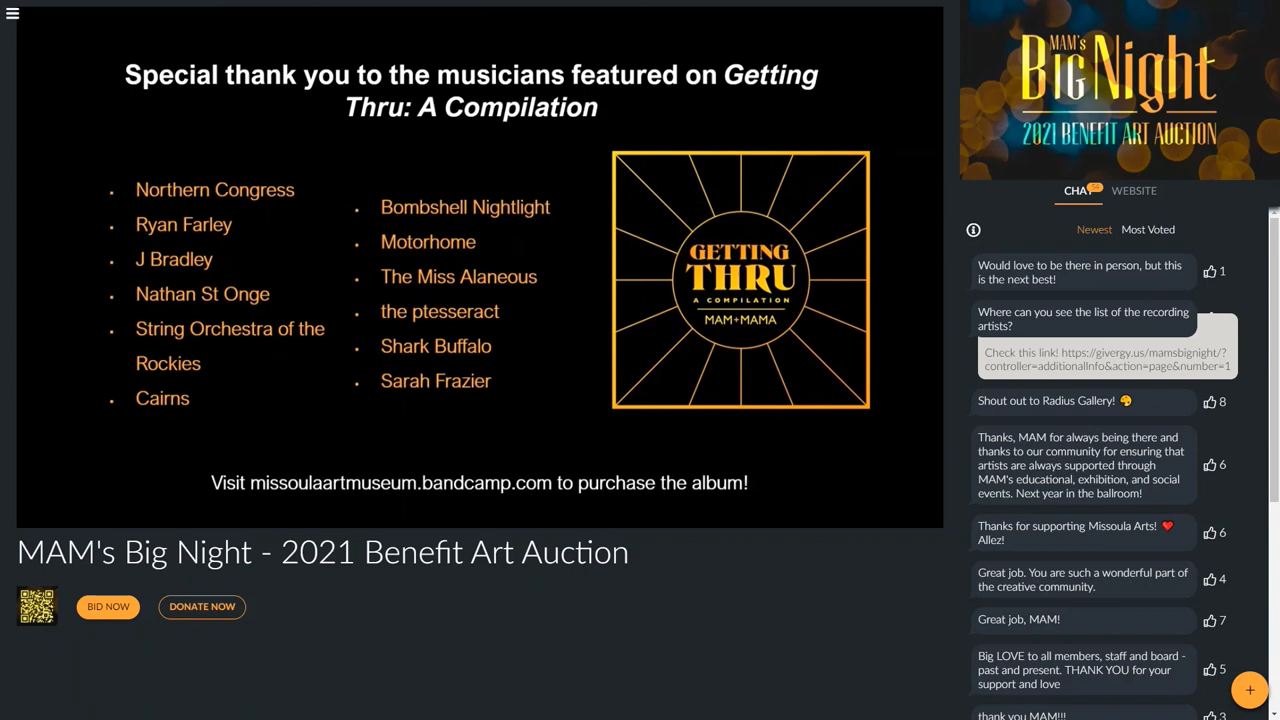 Special thank you to the musicians featured on Getting
Thru: A Compilation
Northern Congress
Ryan Farley
J Bradley
Nathan St Onge
String Orchestra of the
Rockies
Cairns
Bombshell Nightlight
Motorhome
The Miss Alaneous
the ptesseract
Shark Buffalo
Sarah Frazier
GETTING
THRU
A COMPILATION
MAM+MAMA
Visit missoulaartmuseum.bandcamp.com to purchase the album!
MAM's Big Night - 2021 Benefit Art Auction
BID NOW
DONATE NOW
MAM's
BIG Night
2021 BENEFIT ART AUCTION
CHAT
54
WEBSITE
Newest
Most Voted
Would love to be there in person, but this
is the next best!
1
Where can you see the list of the recording
artists?
Check this link! https://givergy.us/mamsbignight/?
controller=additionalInfo&action=page&number=1
Shout out to Radius Gallery!
8
Thanks, MAM for always being there and
thanks to our community for ensuring that
artists are always supported through
MAM's educational, exhibition, and social
events. Next year in the ballroom!
6
Thanks for supporting Missoula Arts! ❤️
Allez!
6
Great job. You are such a wonderful part of
the creative community.
4
Great job, MAM!
7
Big LOVE to all members, staff and board -
past and present. THANK YOU for your
support and love
5
thank you MAM!!!
3
+